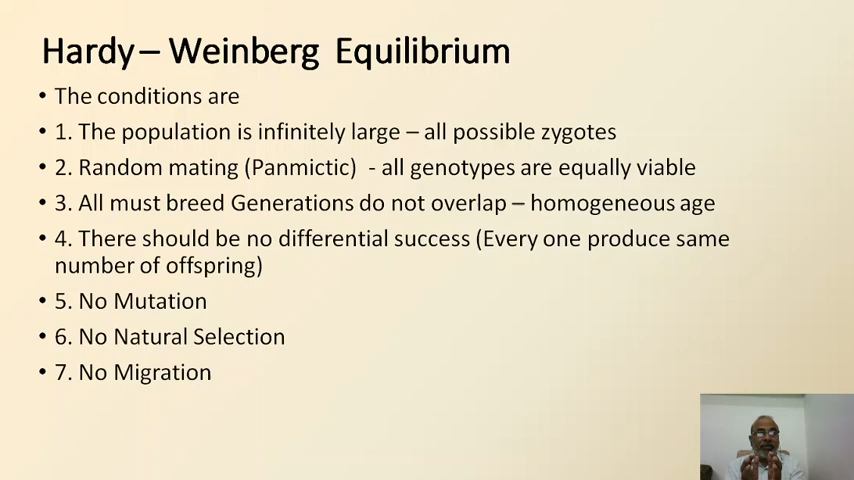 Hardy – Weinberg Equilibrium
• The conditions are
• 1. The population is infinitely large – all possible zygotes
• 2. Random mating (Panmictic) - all genotypes are equally viable
• 3. All must breed Generations do not overlap – homogeneous age
• 4. There should be no differential success (Every one produce same
number of offspring)
• 5. No Mutation
• 6. No Natural Selection
• 7. No Migration